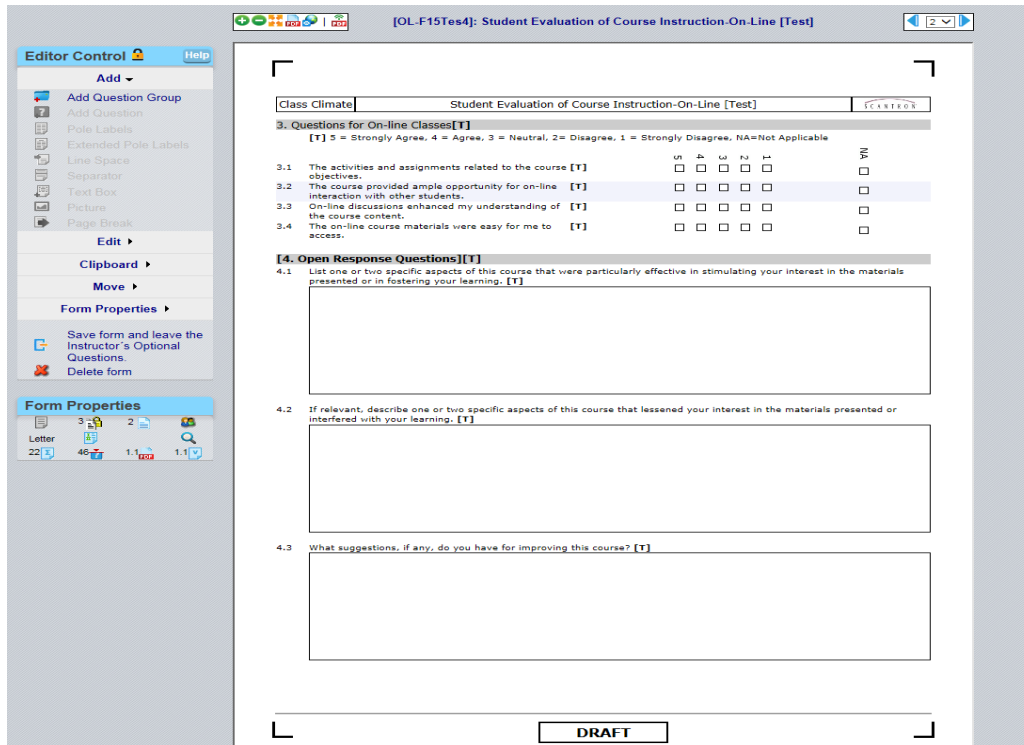 [OL-F15Tes4]: Student Evaluation of Course Instruction-On-Line [Test]
2
Editor Control
Help
Add
Add Question Group
Add Question
Pole Labels
Extended Pole Labels
Line Space
Separator
Text Box
Picture
Page Break
Edit
Clipboard
Move
Form Properties
Save form and leave the
Instructor´s Optional
Questions.
Delete form
Form Properties
3
2
Letter
22
46
1.1
PDF
1.1
Class Climate
Student Evaluation of Course Instruction-On-Line [Test]
SCANTRON
3. Questions for On-line Classes[T]
[T] 5 = Strongly Agree, 4 = Agree, 3 = Neutral, 2= Disagree, 1 = Strongly Disagree, NA=Not Applicable
5 4 3 2 1 NA
3.1 The activities and assignments related to the course [T]
objectives.
3.2 The course provided ample opportunity for on-line [T]
interaction with other students.
3.3 On-line discussions enhanced my understanding of [T]
the course content.
3.4 The on-line course materials were easy for me to [T]
access.
[4. Open Response Questions][T]
4.1 List one or two specific aspects of this course that were particularly effective in stimulating your interest in the materials
presented or in fostering your learning. [T]
4.2 If relevant, describe one or two specific aspects of this course that lessened your interest in the materials presented or
interfered with your learning. [T]
4.3 What suggestions, if any, do you have for improving this course? [T]
DRAFT